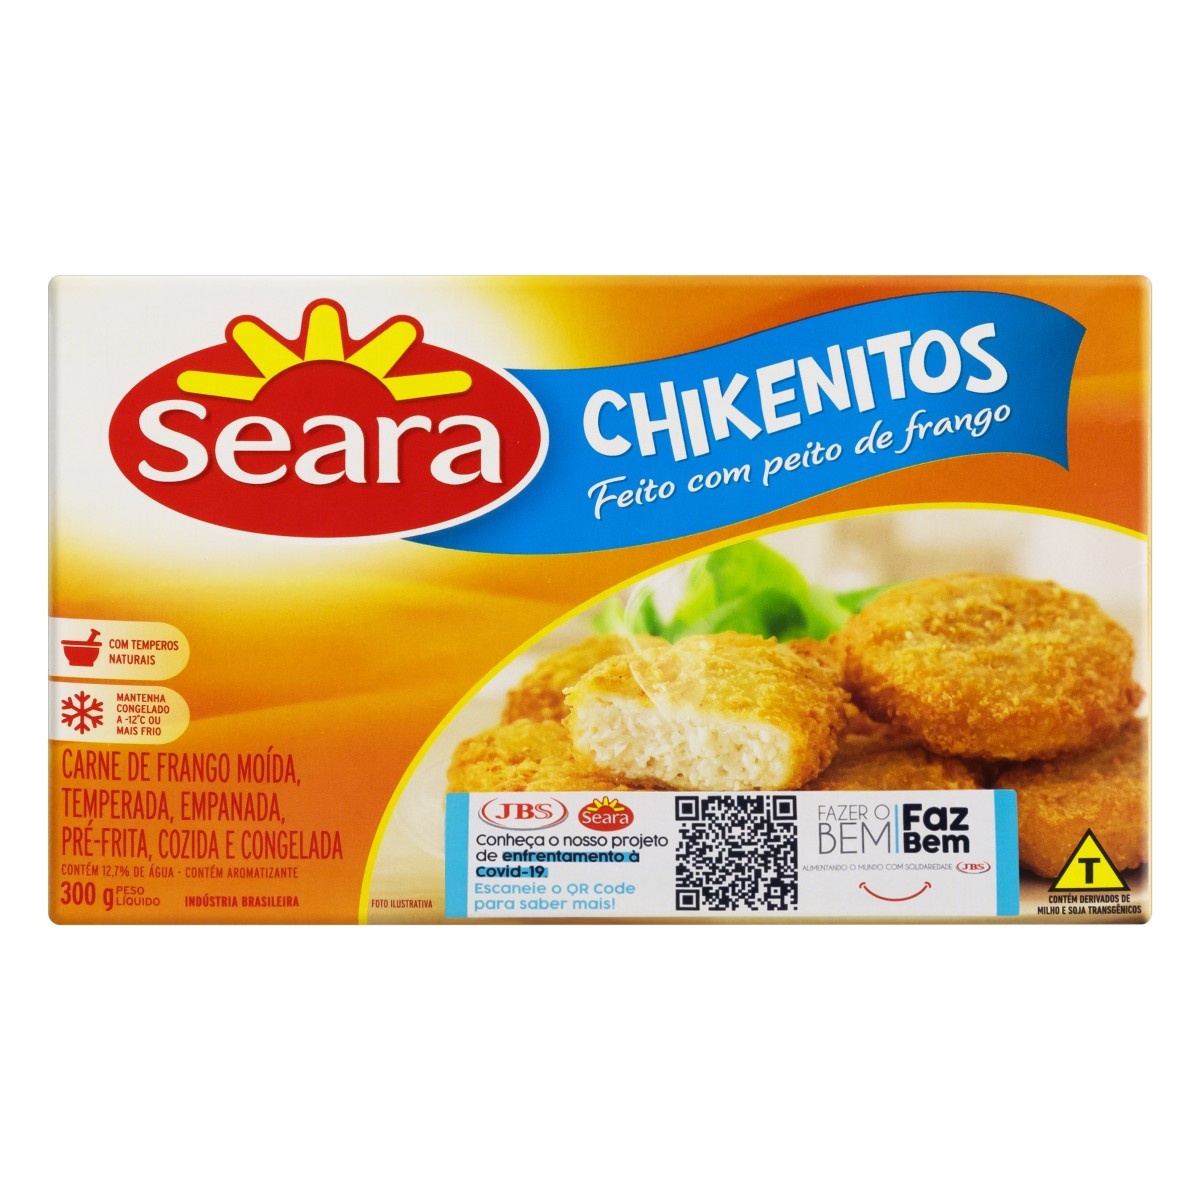 Seara
CHIKENITOS
Feito com peito de frango
COM TEMPEROS
NATURAIS
MANTENHA
CONGELADO
A -12°C OU
MAIS FRIO
CARNE DE FRANGO MOÍDA,
TEMPERADA, EMPANADA,
PRÉ-FRITA, COZIDA E CONGELADA
CONTÉM 12,7% DE ÁGUA - CONTÉM AROMATIZANTE
300 g PESO LÍQUIDO
INDÚSTRIA BRASILEIRA
FOTO ILUSTRATIVA
JBS Seara
Conheça o nosso projeto
de enfrentamento à
Covid-19.
Escaneie o QR Code
para saber mais!
FAZER O
BEM
Faz
Bem
ALIMENTANDO O MUNDO COM SOLIDARIEDADE JBS
T
CONTÉM DERIVADOS DE
MILHO E SOJA TRANSGÊNICOS